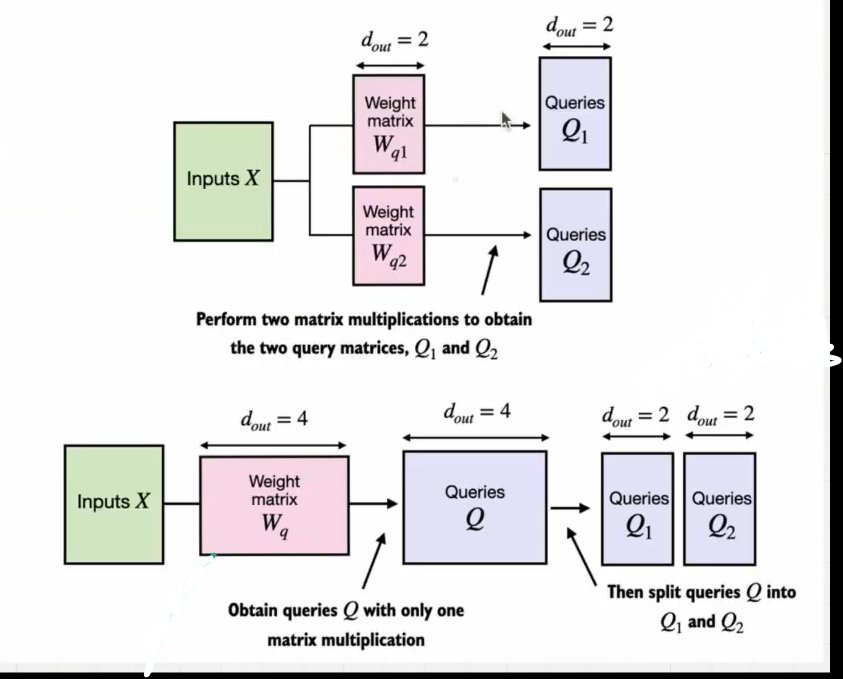 d_out = 2
d_out = 2
Weight
matrix
W_q1
Queries
Q_1
Inputs X
Weight
matrix
W_q2
Queries
Q_2
Perform two matrix multiplications to obtain
the two query matrices, Q_1 and Q_2
d_out = 4
d_out = 4
d_out = 2
d_out = 2
Inputs X
Weight
matrix
W_q
Queries
Q
Queries
Q_1
Queries
Q_2
Obtain queries Q with only one
matrix multiplication
Then split queries Q into
Q_1 and Q_2